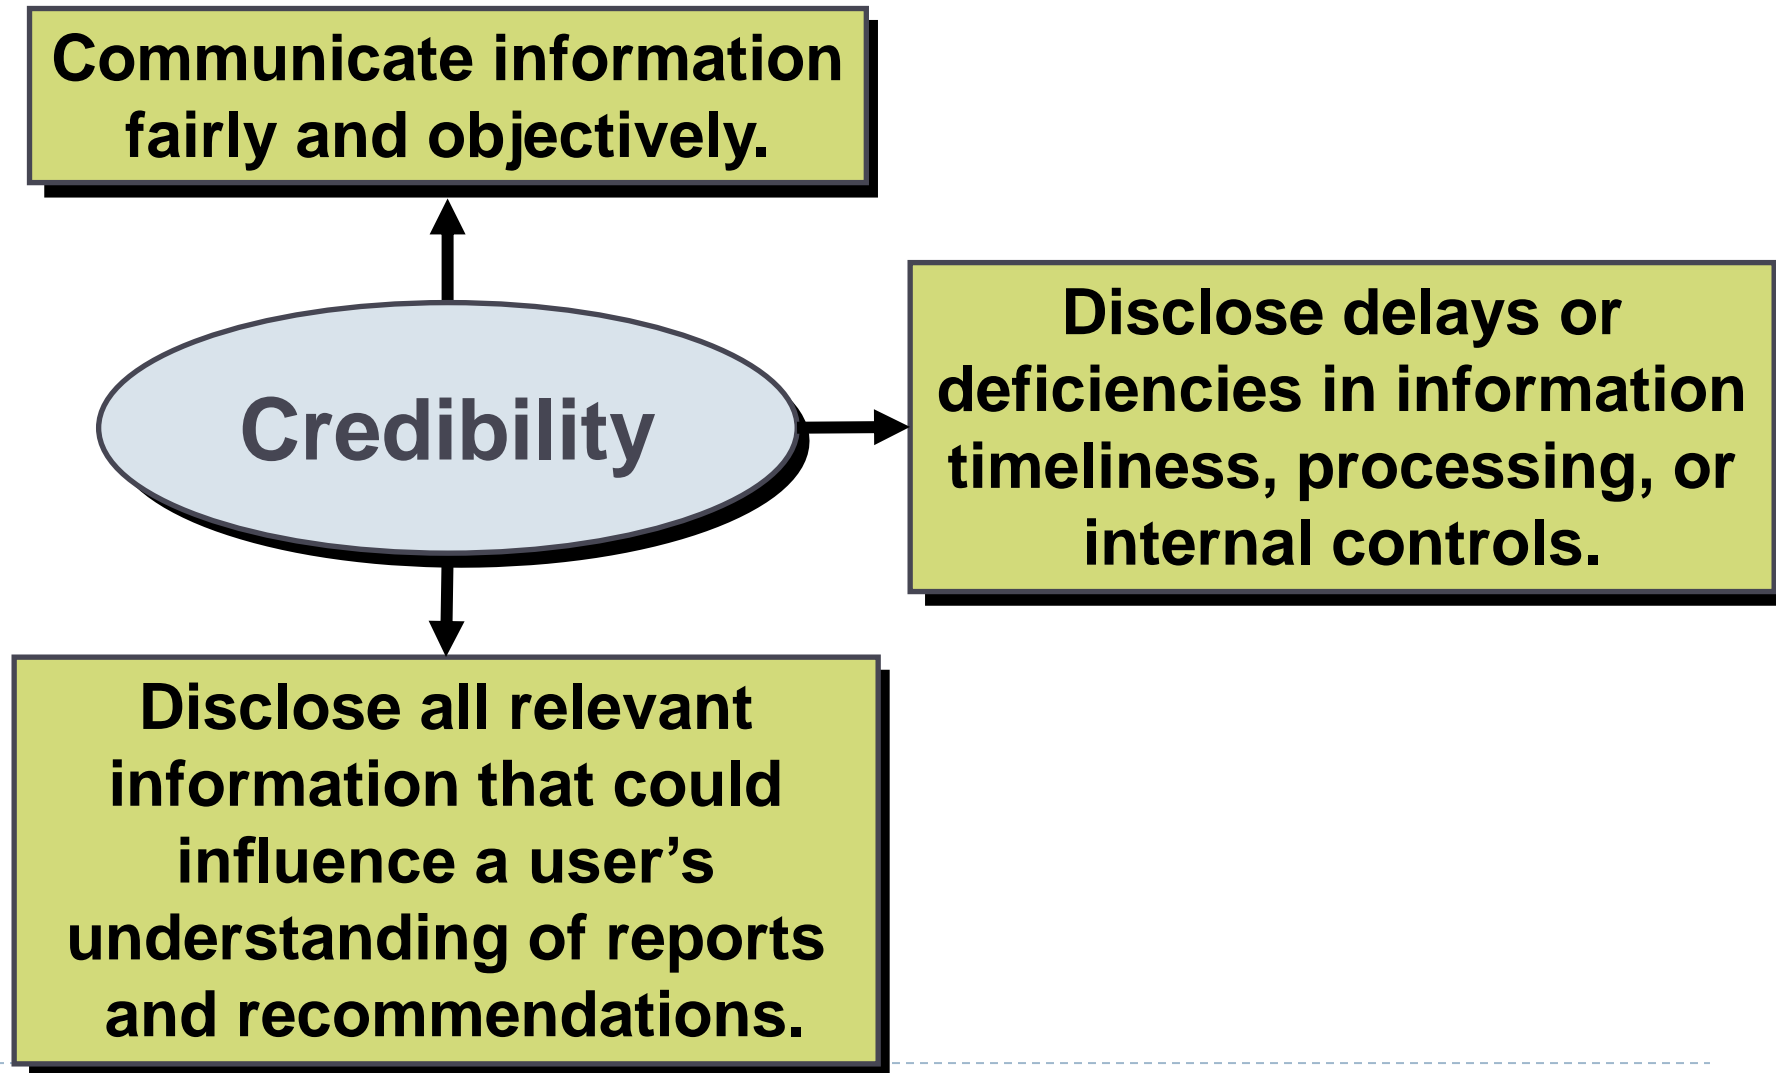 Communicate information
fairly and objectively.
Credibility
Disclose delays or
deficiencies in information
timeliness, processing, or
internal controls.
Disclose all relevant
information that could
influence a user’s
understanding of reports
and recommendations.